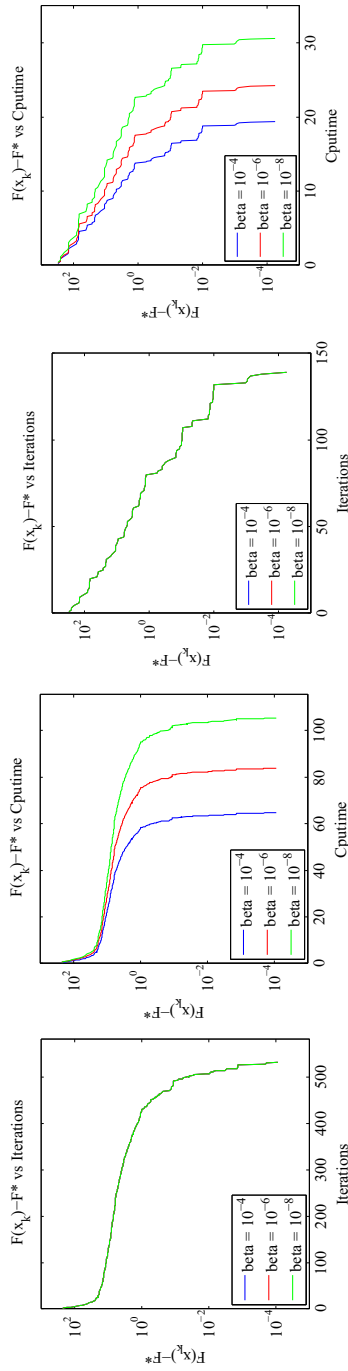 F(x_k)−F* vs Iterations
F(x_k)−F*
10^2
10^0
10^−2
10^−4
0
100
200
300
400
500
Iterations
beta = 10^−4
beta = 10^−6
beta = 10^−8
F(x_k)−F* vs Cputime
F(x_k)−F*
10^2
10^0
10^−2
10^−4
0
20
40
60
80
100
Cputime
beta = 10^−4
beta = 10^−6
beta = 10^−8
F(x_k)−F* vs Iterations
F(x_k)−F*
10^2
10^0
10^−2
10^−4
0
50
100
150
Iterations
beta = 10^−4
beta = 10^−6
beta = 10^−8
F(x_k)−F* vs Cputime
F(x_k)−F*
10^2
10^0
10^−2
10^−4
0
10
20
30
Cputime
beta = 10^−4
beta = 10^−6
beta = 10^−8